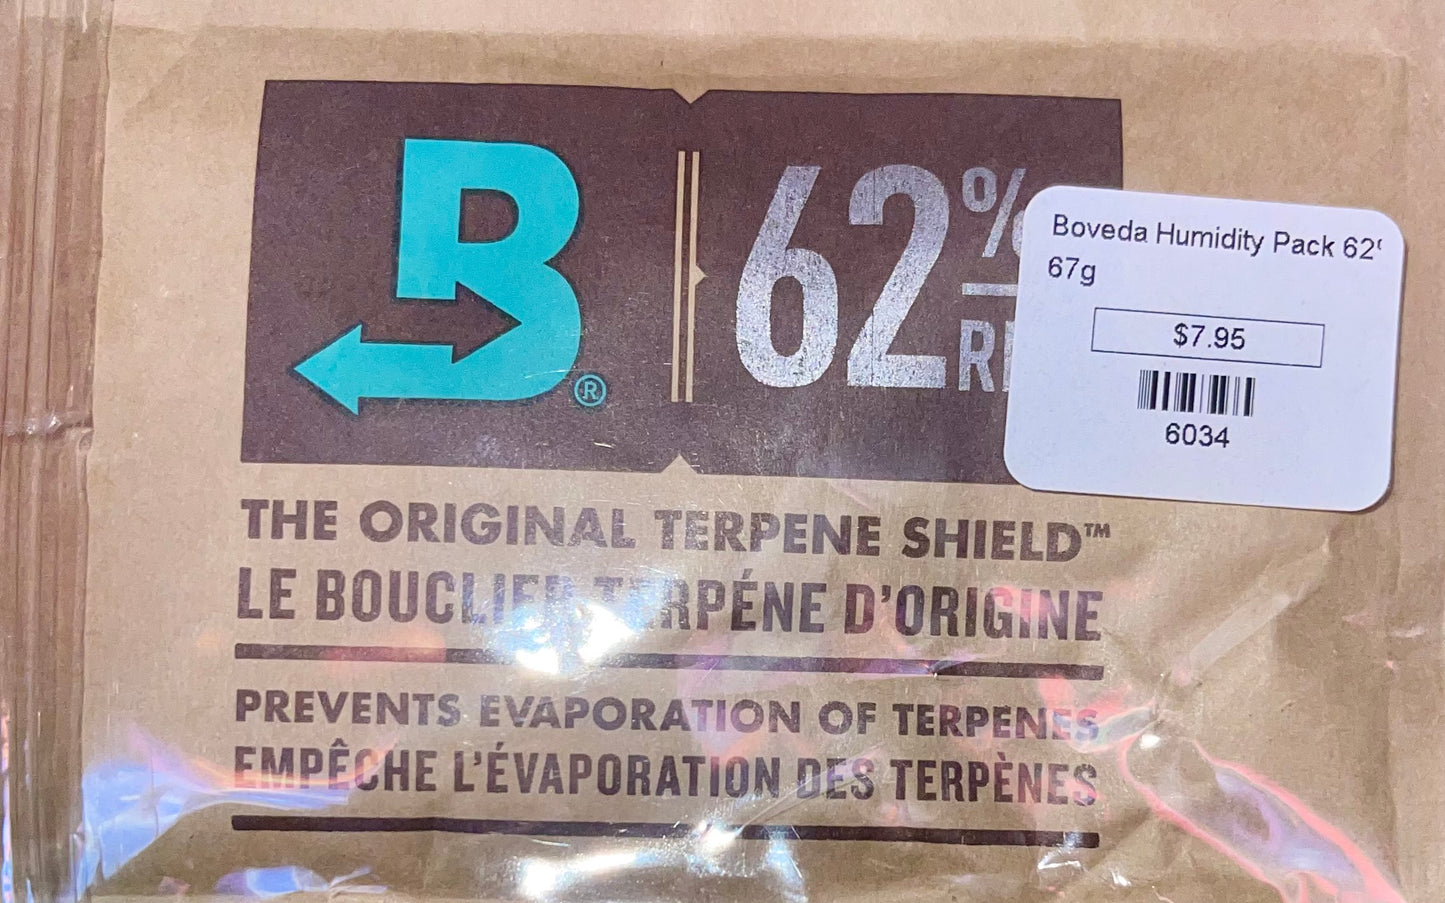 B®
62%
RH
Boveda Humidity Pack 62
67g
$7.95
6034
THE ORIGINAL TERPENE SHIELD™
LE BOUCLIER TERPÉNE D'ORIGINE
PREVENTS EVAPORATION OF TERPENES
EMPÊCHE L'ÉVAPORATION DES TERPÈNES